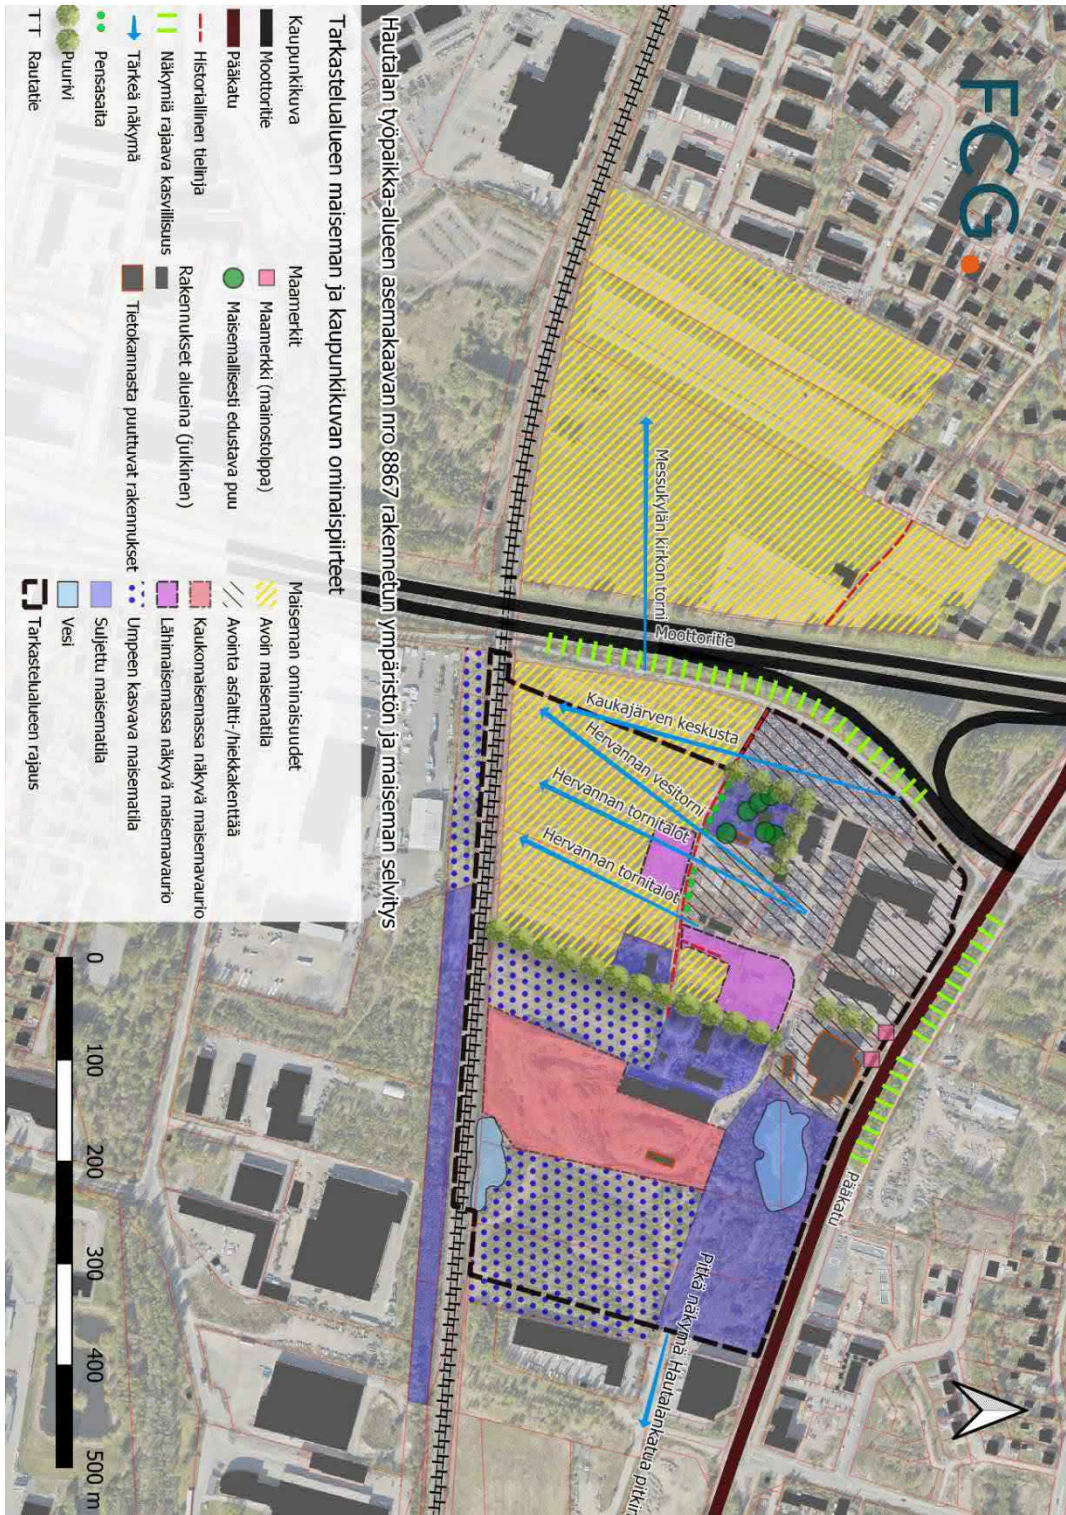 FCG
Messukylän kirkon torni
Moottoritie
Kaukajärven keskusta
Hervannan vesitorni
Hervannan tornitalot
Hervannan tornitalot
Pääkatu
Pitkä näkymä Hautalankatua pitkin
Hautalan työpaikka-alueen asemakaavan nro 8867 rakennetun ympäristön ja maiseman selvitys
Tarkastelualueen maiseman ja kaupunkikuvan ominaispiirteet
Kaupunkikuva
Moottoritie
Pääkatu
Historiallinen tielinja
Näkymiä rajaava kasvillisuus
Tärkeä näkymä
Pensasaita
Puurivi
Rautatie
Maamerkit
Maamerkki (mainostolppa)
Maisemallisesti edustava puu
Rakennukset alueina (julkinen)
Tietokannasta puuttuvat rakennukset
Maiseman ominaisuudet
Avoin maisematila
Avointa asfaltti-/hiekkakenttää
Kaukomaisemassa näkyvä maisemavaurio
Lähimaisemassa näkyvä maisemavaurio
Umpeen kasvava maisematila
Suljettu maisematila
Vesi
Tarkastelualueen rajaus
0 100 200 300 400 500 m